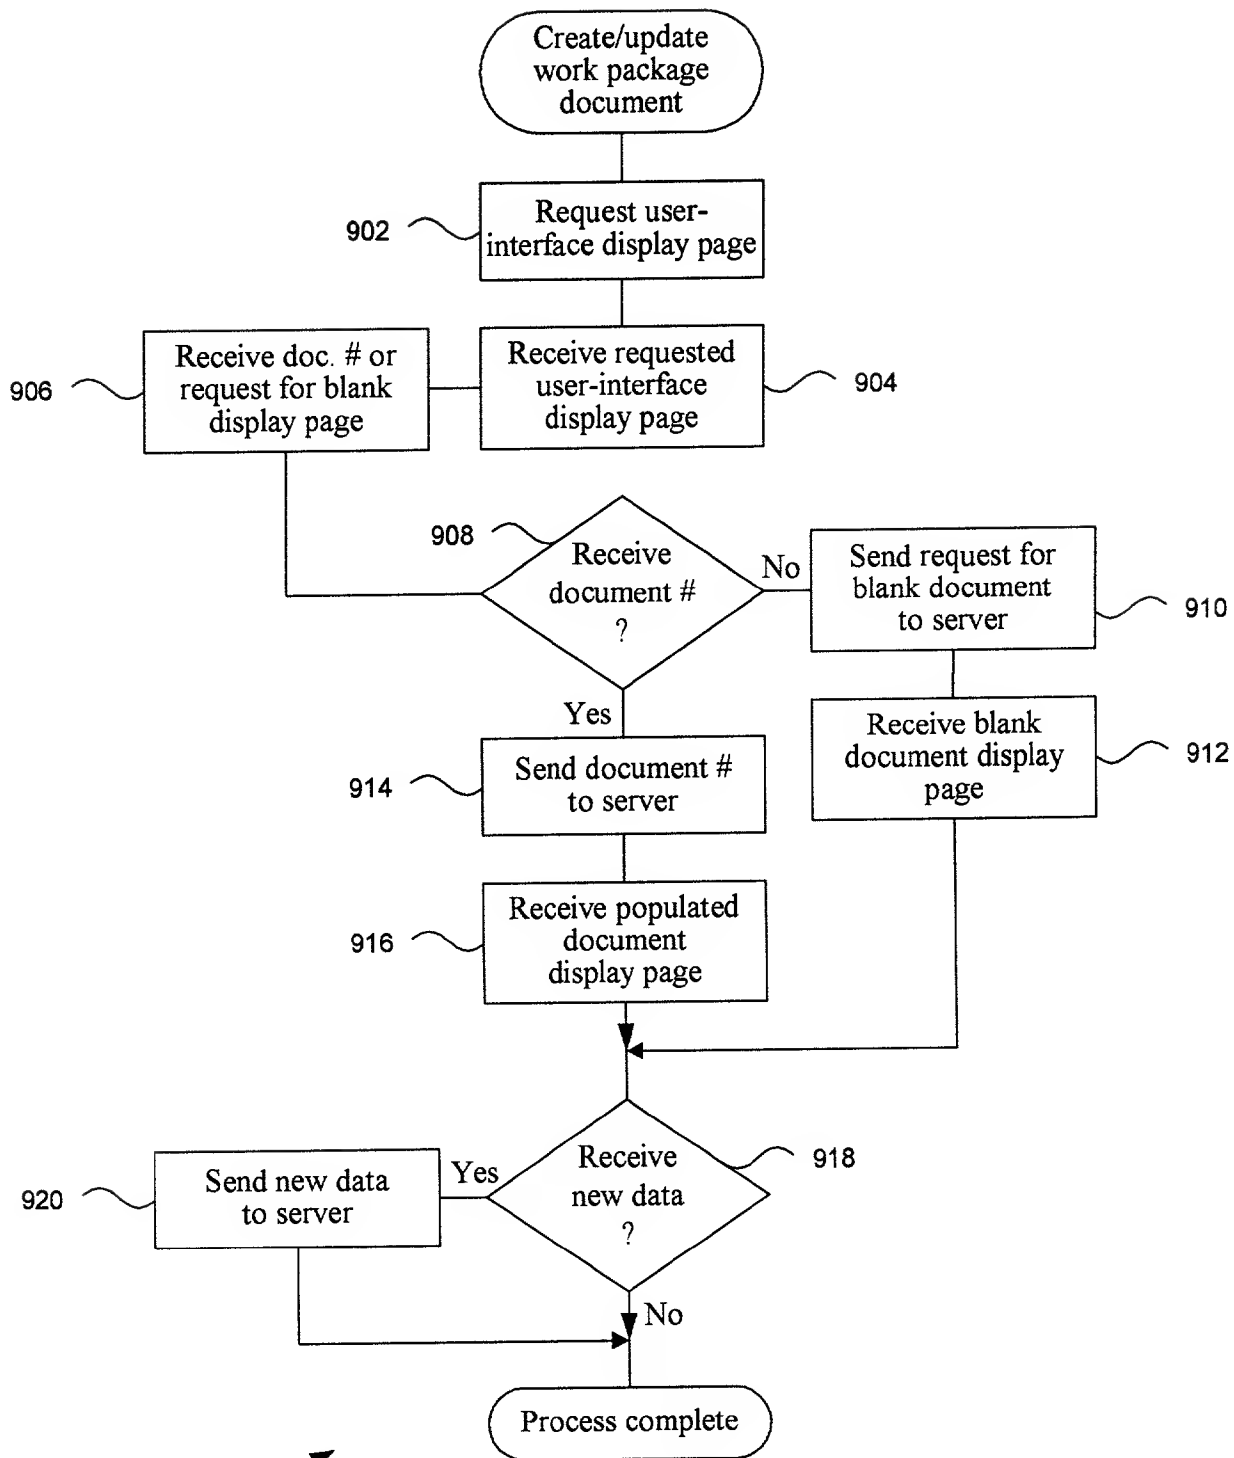 Create/update
work package
document
902
Request user-
interface display page
906
Receive doc. # or
request for blank
display page
Receive requested
user-interface
display page
904
908
Receive
document #
?
No
Send request for
blank document
to server
910
Yes
Receive blank
document display
page
912
914
Send document #
to server
916
Receive populated
document
display page
Receive
new data
?
918
Yes
920
Send new data
to server
No
Process complete